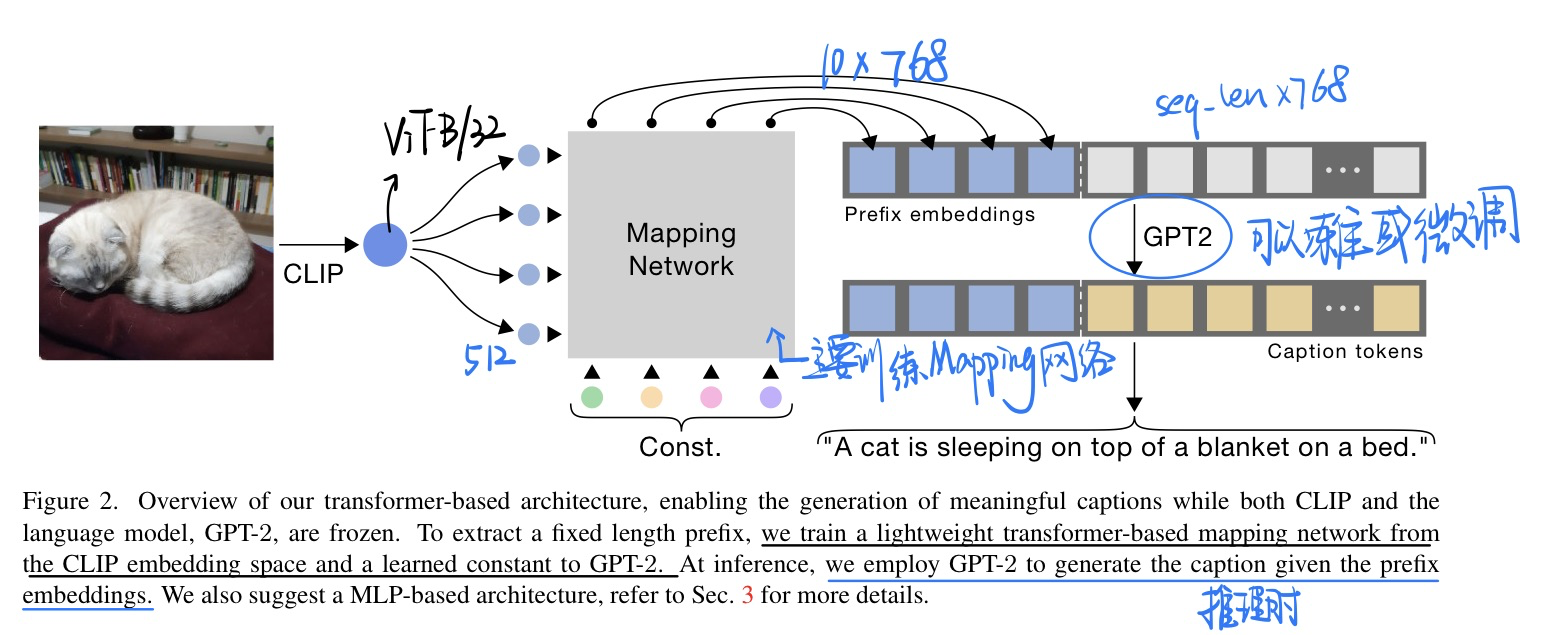 10 × 768
seq-len × 768
ViT-B/32
Prefix embeddings
Mapping
Network
GPT2
可以冻住或微调
CLIP
512
主要训练Mapping网络
Caption tokens
Const.
"A cat is sleeping on top of a blanket on a bed."
Figure 2. Overview of our transformer-based architecture, enabling the generation of meaningful captions while both CLIP and the
language model, GPT-2, are frozen. To extract a fixed length prefix, we train a lightweight transformer-based mapping network from
the CLIP embedding space and a learned constant to GPT-2. At inference, we employ GPT-2 to generate the caption given the prefix
embeddings. We also suggest a MLP-based architecture, refer to Sec. 3 for more details.
推理时